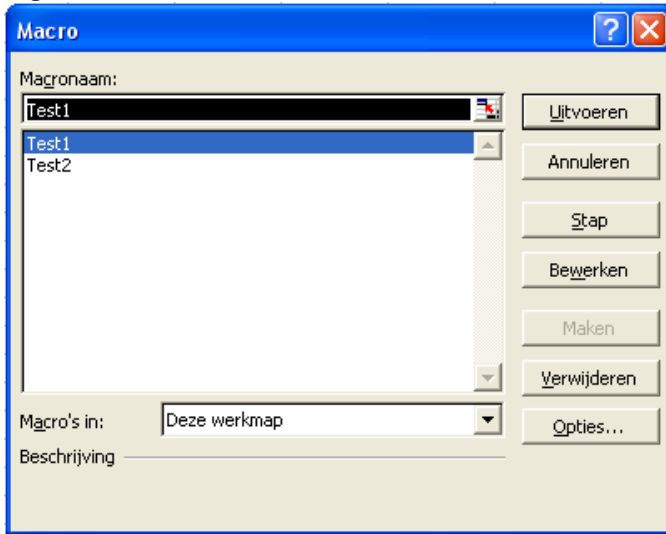 Macro
Macronaam:
Test1
Test1
Test2
Macro's in:
Deze werkmap
Beschrijving
Uitvoeren
Annuleren
Stap
Bewerken
Maken
Verwijderen
Opties...